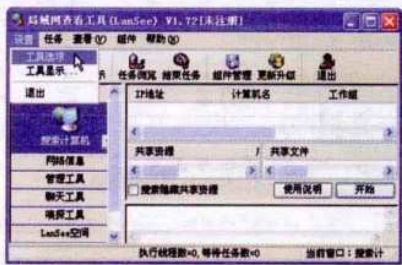 局域网查看工具(LanSee) V1.72[未注册]
设置 任务 查看(V) 组件 帮助(O)
工具选项
工具显示
退出
任务浏览 结束任务 组件管理 更新升级 退出
IP地址 计算机名 工作组
搜索计算机
共享资源 共享文件
网络信息
管理工具
搜索隐藏共享资源 使用说明 开始
聊天工具
嗅探工具
LanSee空间
执行线程数=0,等待任务数=0 当前窗口:搜索计